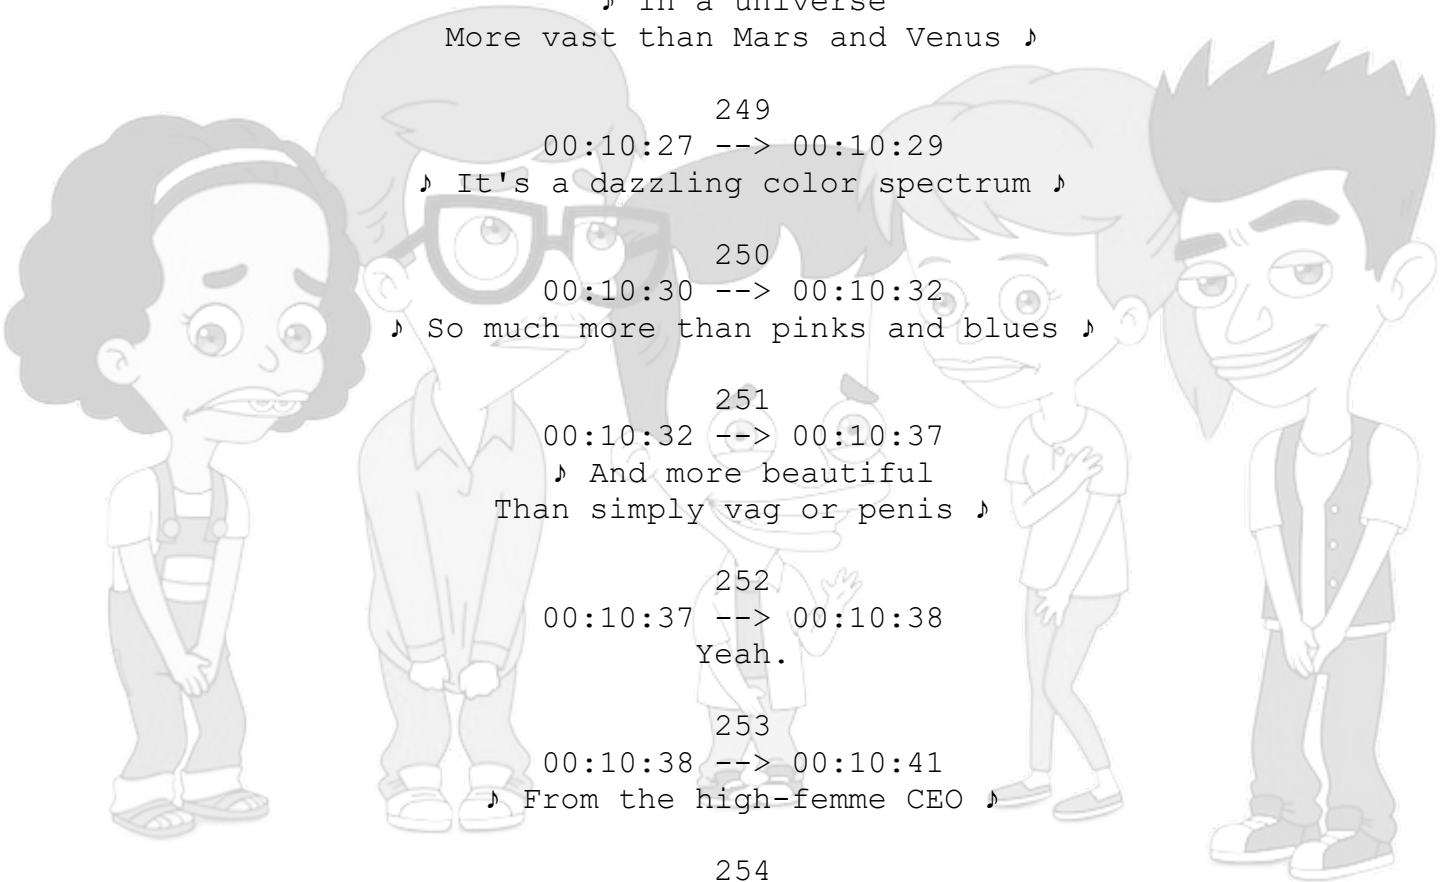 ♪ In a universe
More vast than Mars and Venus ♪
249
00:10:27 --> 00:10:29
♪ It's a dazzling color spectrum ♪
250
00:10:30 --> 00:10:32
♪ So much more than pinks and blues ♪
251
00:10:32 --> 00:10:37
♪ And more beautiful
Than simply vag or penis ♪
252
00:10:37 --> 00:10:38
Yeah.
253
00:10:38 --> 00:10:41
♪ From the high-femme CEO ♪
254